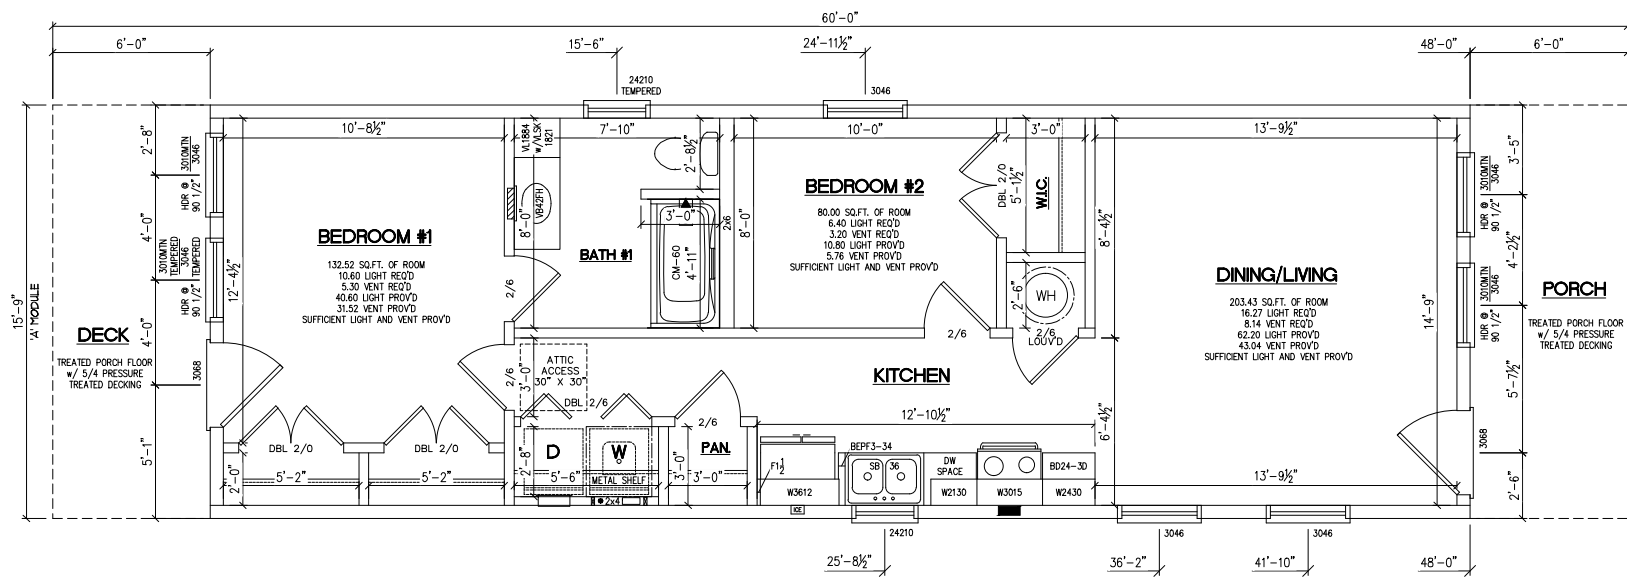 60'-0"
6'-0"
15'-6"
24'-11½"
48'-0"
6'-0"
24210
TEMPERED
3046
10'-8½"
7'-10"
10'-0"
3'-0"
13'-9½"
2'-8"
3010MTN
3046
HDR @
90 1/2"
4'-0"
3010MTN
TEMPERED
3046
HDR @
90 1/2"
4'-0"
3068
5'-1"
15'-9"
'A' MODULE
DECK
TREATED PORCH FLOOR
w/ 5/4 PRESSURE
TREATED DECKING
12'-4½"
BEDROOM #1
132.52 SQ.FT. OF ROOM
10.60 LIGHT REQ'D
5.30 VENT REQ'D
40.60 LIGHT PROV'D
31.52 VENT PROV'D
SUFFICIENT LIGHT AND VENT PROV'D
DBL 2/0
DBL 2/0
2'-0"
5'-2"
5'-2"
2/6
2/6
VL1884
w/VLSK
1821
VB42FH
8'-0"
BATH #1
2'-8½"
3'-0"
CM-60
4'-11"
2x6
8'-0"
BEDROOM #2
80.00 SQ.FT. OF ROOM
6.40 LIGHT REQ'D
3.20 VENT REQ'D
10.80 LIGHT PROV'D
5.76 VENT PROV'D
SUFFICIENT LIGHT AND VENT PROV'D
2/6
DBL 2/0
5'-1½"
W.I.C.
2'-6"
WH
2/6
LOUV'D
8'-4½"
6'-4½"
ATTIC
ACCESS
30" X 30"
3'-0"
DBL 2/6
2/6
D
W
2'-8"
5'-6"
METAL SHELF
2x4
PAN.
3'-0"
3'-0"
KITCHEN
12'-10½"
BEPF3-34
F1½
W3612
SB
36
DW
SPACE
BD24-3D
W2130
W3015
W2430
ICE
24210
25'-8½"
DINING/LIVING
203.43 SQ.FT. OF ROOM
16.27 LIGHT REQ'D
8.14 VENT REQ'D
62.20 LIGHT PROV'D
43.04 VENT PROV'D
SUFFICIENT LIGHT AND VENT PROV'D
14'-9"
13'-9½"
3046
3046
36'-2"
41'-10"
48'-0"
3010MTN
3046
HDR @
90 1/2"
3010MTN
3046
HDR @
90 1/2"
3'-5"
4'-2½"
5'-7½"
2'-6"
3068
PORCH
TREATED PORCH FLOOR
w/ 5/4 PRESSURE
TREATED DECKING